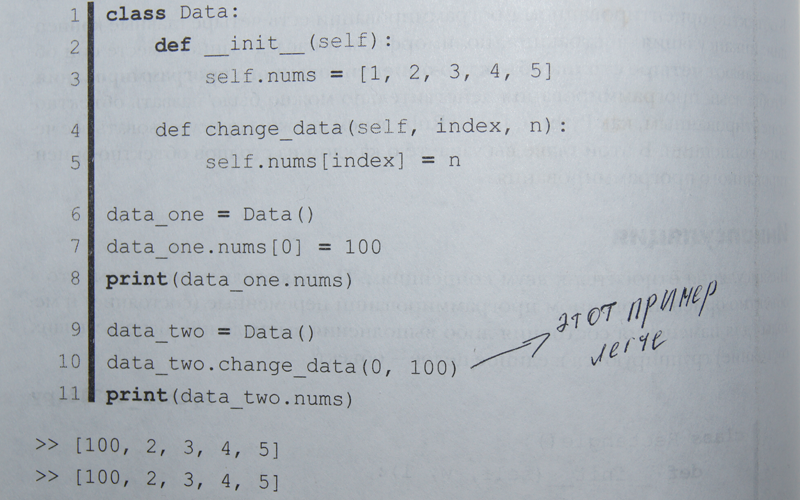 1 class Data:
2 def __init__(self):
3 self.nums = [1, 2, 3, 4, 5]
4 def change_data(self, index, n):
5 self.nums[index] = n
6 data_one = Data()
7 data_one.nums[0] = 100
8 print(data_one.nums)
9 data_two = Data()
10 data_two.change_data(0, 100)
этот пример
легче
11 print(data_two.nums)
>> [100, 2, 3, 4, 5]
>> [100, 2, 3, 4, 5]